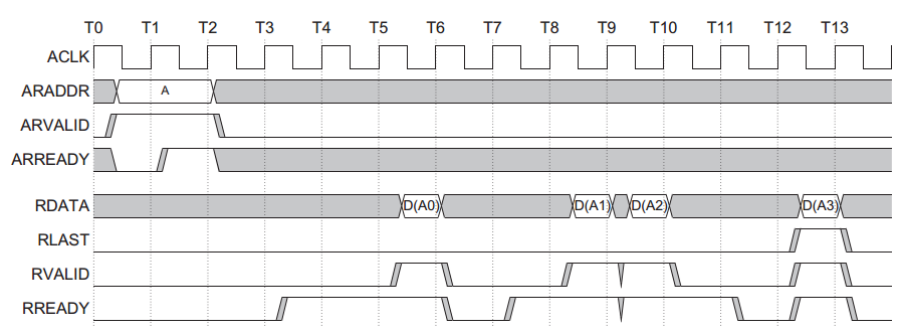 T0 T1 T2 T3 T4 T5 T6 T7 T8 T9 T10 T12 T13
ACLK
ARADDR A
ARVALID
ARREADY
RDATA D(A0) D(A1) D(A2) D(A3)
RLAST
RVALID
RREADY